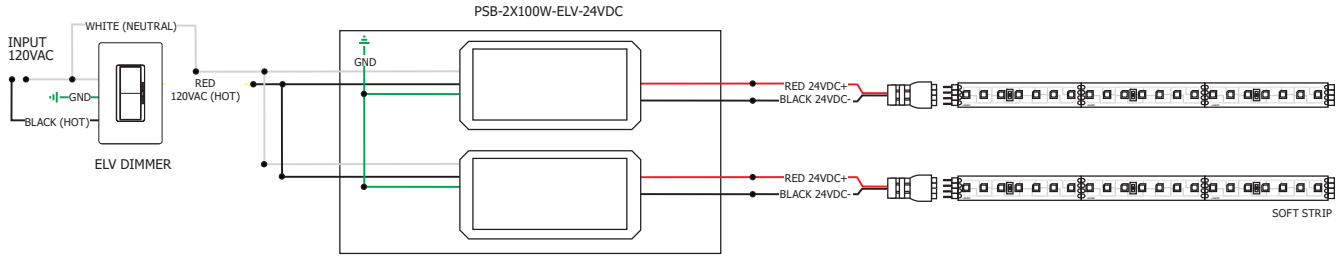 PSB-2X100W-ELV-24VDC
WHITE (NEUTRAL)
INPUT
120VAC
GND
BLACK (HOT)
ELV DIMMER
RED
120VAC (HOT)
GND
RED 24VDC+
BLACK 24VDC-
RED 24VDC+
BLACK 24VDC-
SOFT STRIP